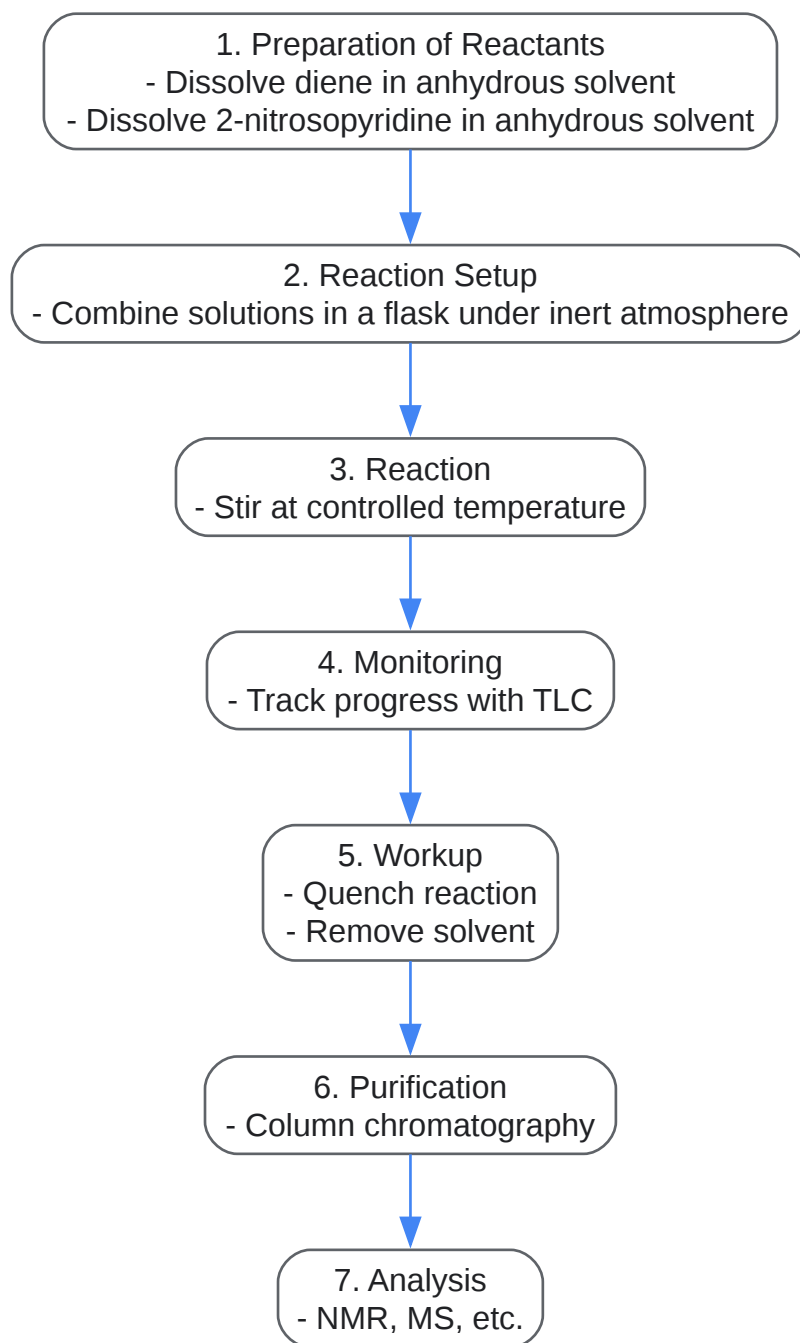 1. Preparation of Reactants
- Dissolve diene in anhydrous solvent
- Dissolve 2-nitrosopyridine in anhydrous solvent
2. Reaction Setup
- Combine solutions in a flask under inert atmosphere
3. Reaction
- Stir at controlled temperature
4. Monitoring
- Track progress with TLC
5. Workup
- Quench reaction
- Remove solvent
6. Purification
- Column chromatography
7. Analysis
- NMR, MS, etc.